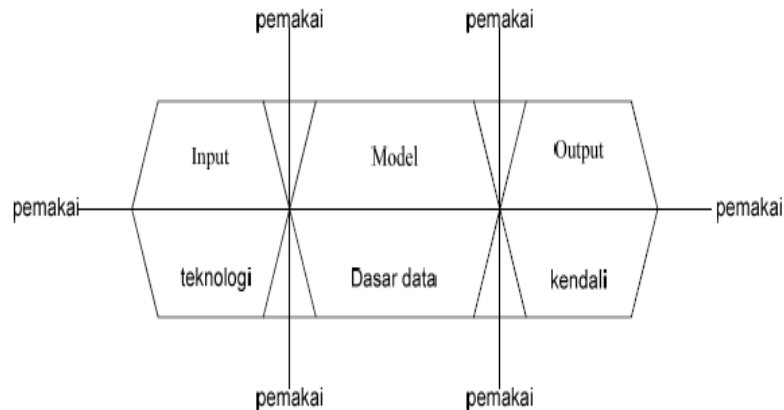 pemakai pemakai
Input Model Output
pemakai pemakai
teknologi Dasar data kendali
pemakai pemakai